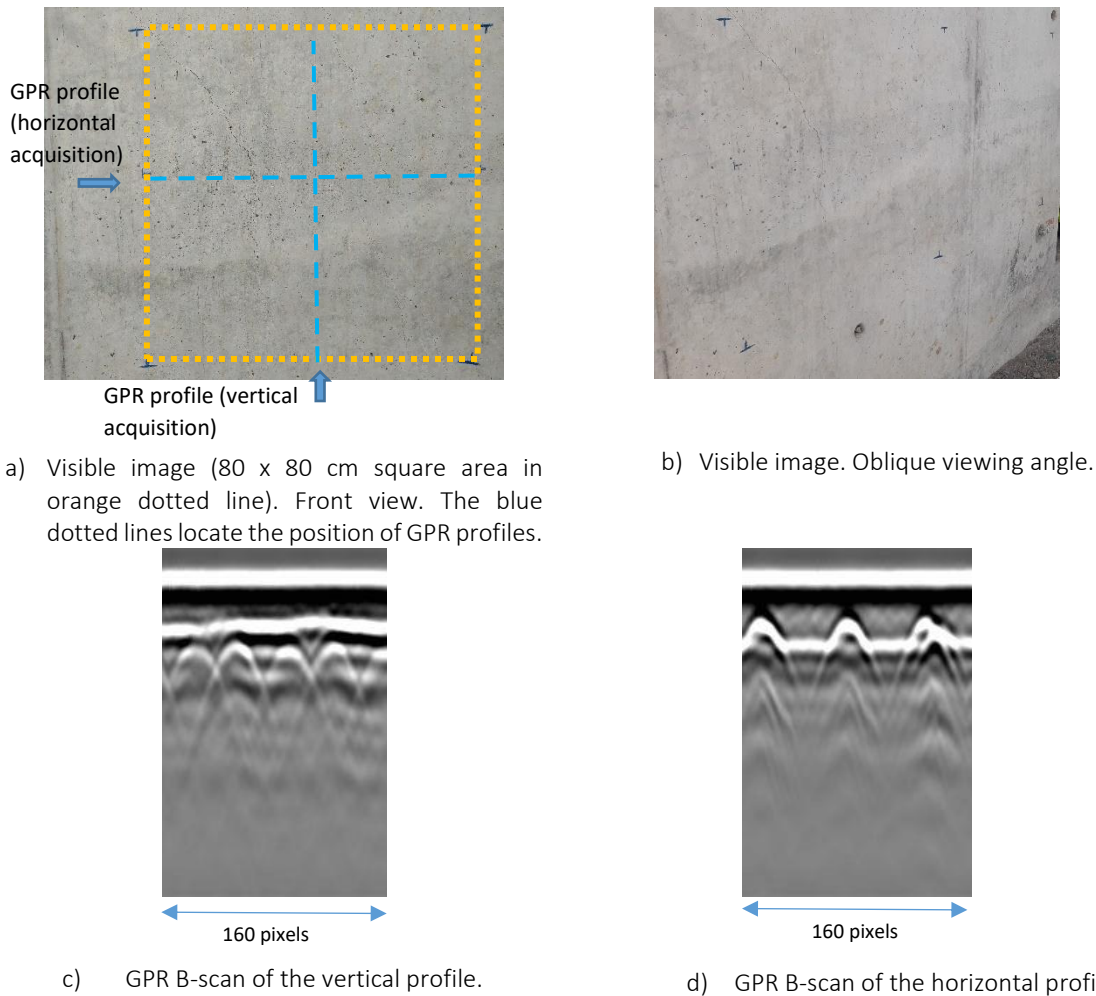 GPR profile
(horizontal
acquisition)
GPR profile (vertical
acquisition)
a) Visible image (80 x 80 cm square area in
orange dotted line). Front view. The blue
dotted lines locate the position of GPR profiles.
b) Visible image. Oblique viewing angle.
160 pixels
160 pixels
c) GPR B-scan of the vertical profile.
d) GPR B-scan of the horizontal profi